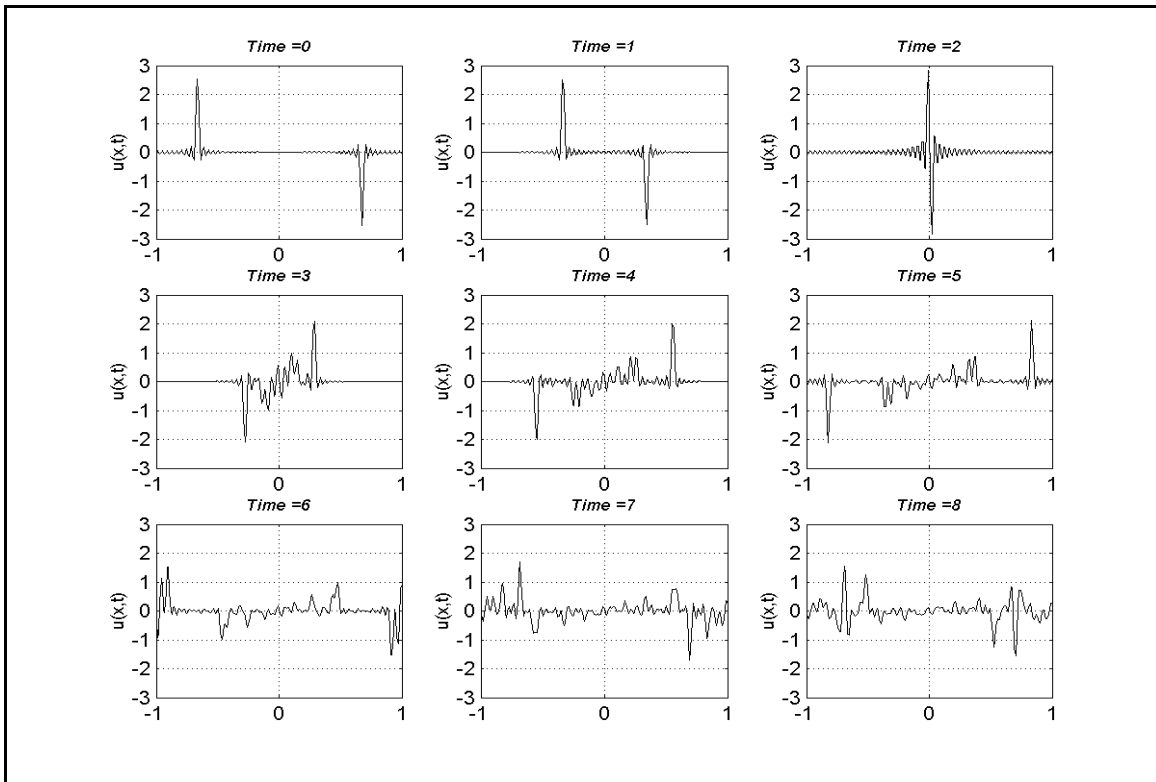 Time =0 Time =1 Time =2
3 3 3
2 2 2
1 1 1
u(x,t) 0 u(x,t) 0 u(x,t) 0
-1 -1 -1
-2 -2 -2
-3 -3 -3
-1 0 1 -1 0 1 -1 0 1
Time =3 Time =4 Time =5
3 3 3
2 2 2
1 1 1
u(x,t) 0 u(x,t) 0 u(x,t) 0
-1 -1 -1
-2 -2 -2
-3 -3 -3
-1 0 1 -1 0 1 -1 0 1
Time =6 Time =7 Time =8
3 3 3
2 2 2
1 1 1
u(x,t) 0 u(x,t) 0 u(x,t) 0
-1 -1 -1
-2 -2 -2
-3 -3 -3
-1 0 1 -1 0 1 -1 0 1